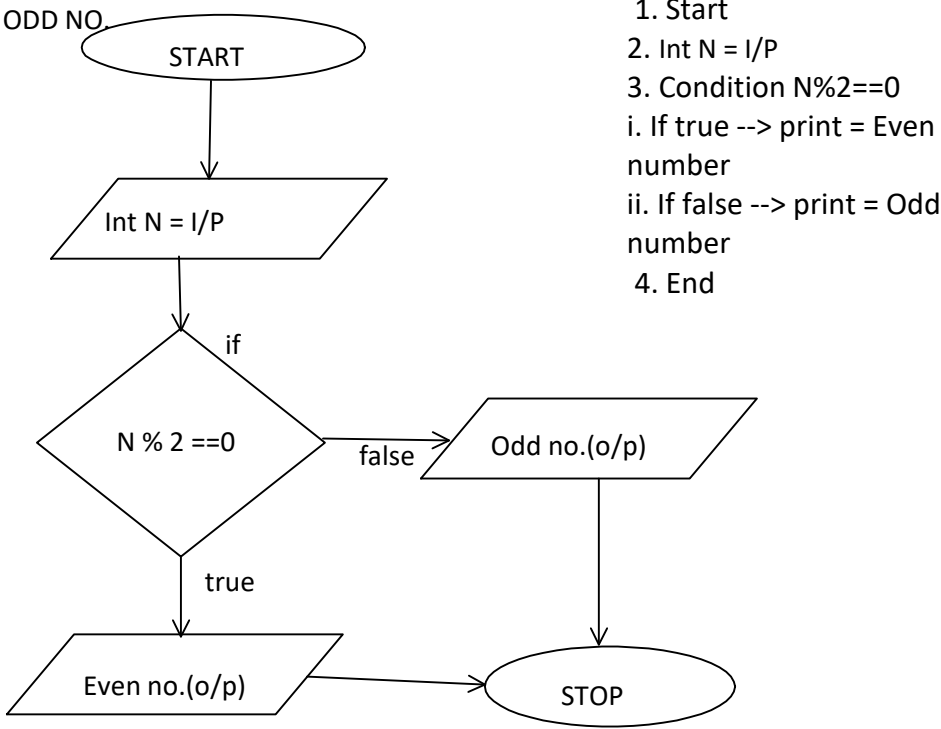 ODD NO.
START
Int N = I/P
if
N % 2 ==0
false
Odd no.(o/p)
true
Even no.(o/p)
STOP
1. Start
2. Int N = I/P
3. Condition N%2==0
i. If true --> print = Even
number
ii. If false --> print = Odd
number
4. End